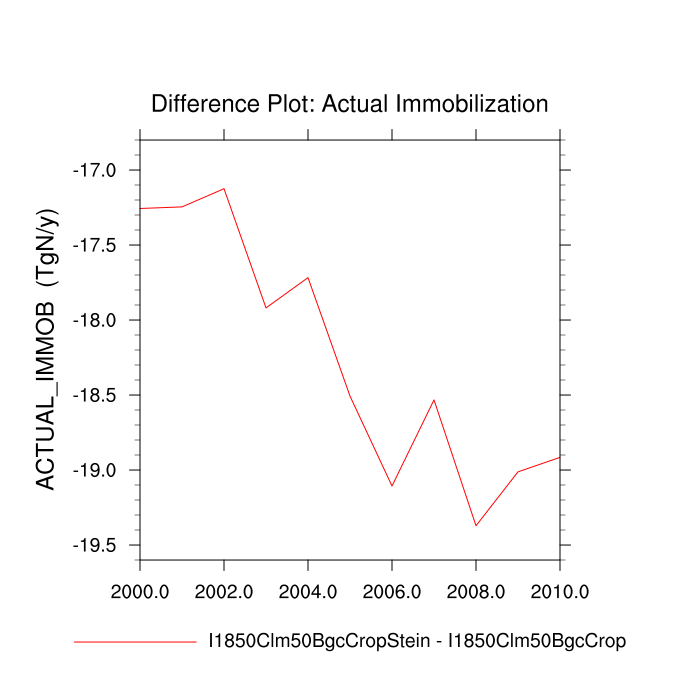 Difference Plot: Actual Immobilization
ACTUAL_IMMOB (TgN/y)
-17.0
-17.5
-18.0
-18.5
-19.0
-19.5
2000.0 2002.0 2004.0 2006.0 2008.0 2010.0
I1850Clm50BgcCropStein - I1850Clm50BgcCrop